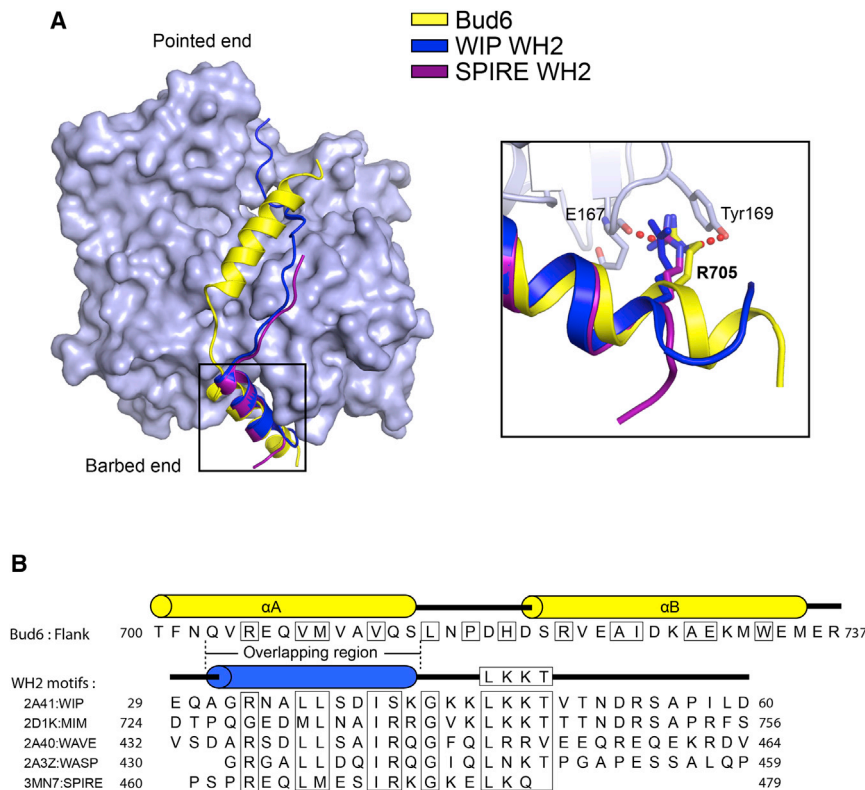 A
Bud6
WIP WH2
SPIRE WH2
Pointed end
Barbed end
E167
Tyr169
R705
B
αA
αB
Bud6 : Flank 700 T F N Q V R E Q V M V A V Q S L N P D H D S R V E A I D K A E K M W E M E R 737
Overlapping region
WH2 motifs :
L K K T
2A41:WIP 29 E Q A G R N A L L S D I S K G K K L K K T V T N D R S A P I L D 60
2D1K:MIM 724 D T P Q G E D M L N A I R R G V K L K K T T T N D R S A P R F S 756
2A40:WAVE 432 V S D A R S D L L S A I R Q G F Q L R R V E E Q R E Q E K R D V 464
2A3Z:WASP 430 G R G A L L D Q I R Q G I Q L N K T P G A P E S S A L Q P 459
3MN7:SPIRE 460 P S P R E Q L M E S I R K G K E L K Q 479